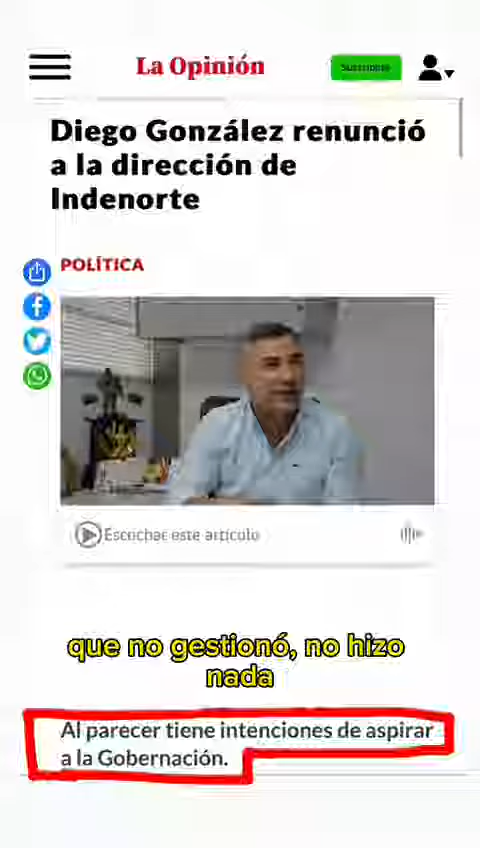 La Opinión
Suscribete
Diego González renunció
a la dirección de
Indenorte
POLÍTICA
Escuchar este artículo
que no gestionó, no hizo
nada
Al parecer tiene intenciones de aspirar
a la Gobernación.